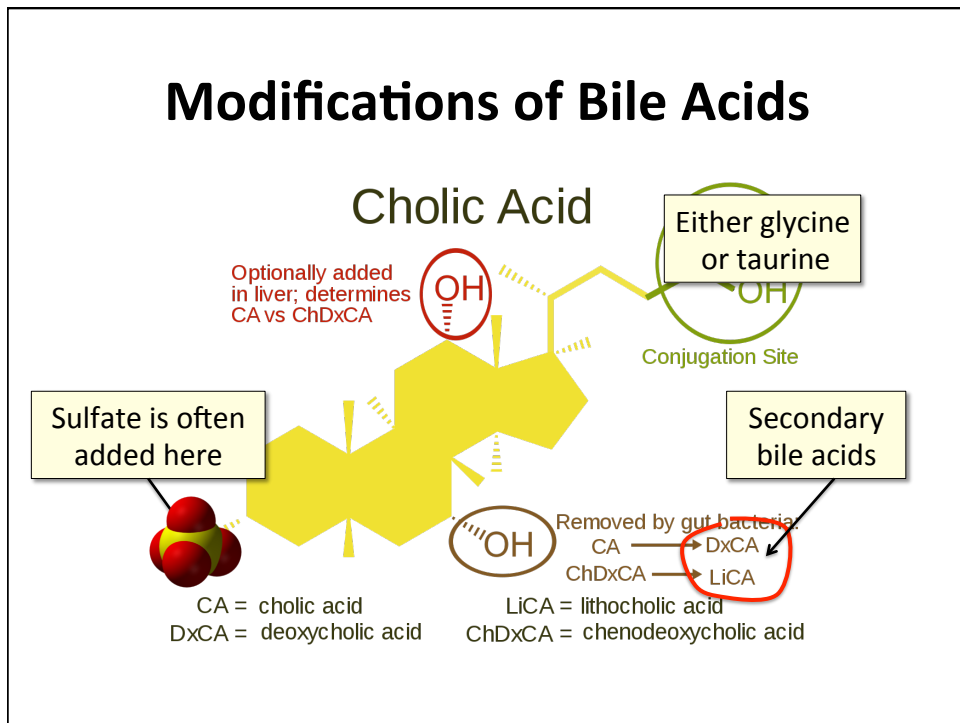 Modifications of Bile Acids
Cholic Acid
Either glycine
or taurine
Optionally added
in liver; determines
CA vs ChDxCA
OH
OH
Conjugation Site
Sulfate is often
added here
Secondary
bile acids
OH
Removed by gut bacteria:
CA DxCA
ChDxCA LiCA
CA = cholic acid
DxCA = deoxycholic acid
LiCA = lithocholic acid
ChDxCA = chenodeoxycholic acid